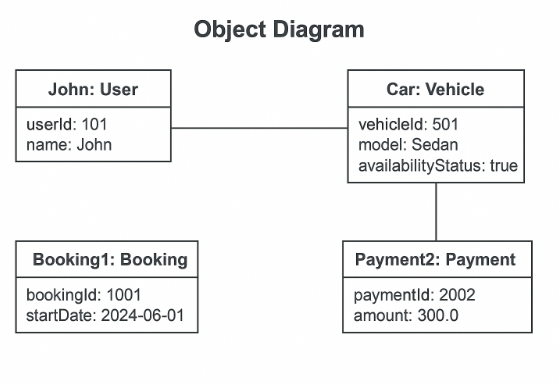 Object Diagram
John: User
userId: 101
name: John
Car: Vehicle
vehicleId: 501
model: Sedan
availabilityStatus: true
Booking1: Booking
bookingId: 1001
startDate: 2024-06-01
Payment2: Payment
paymentId: 2002
amount: 300.0